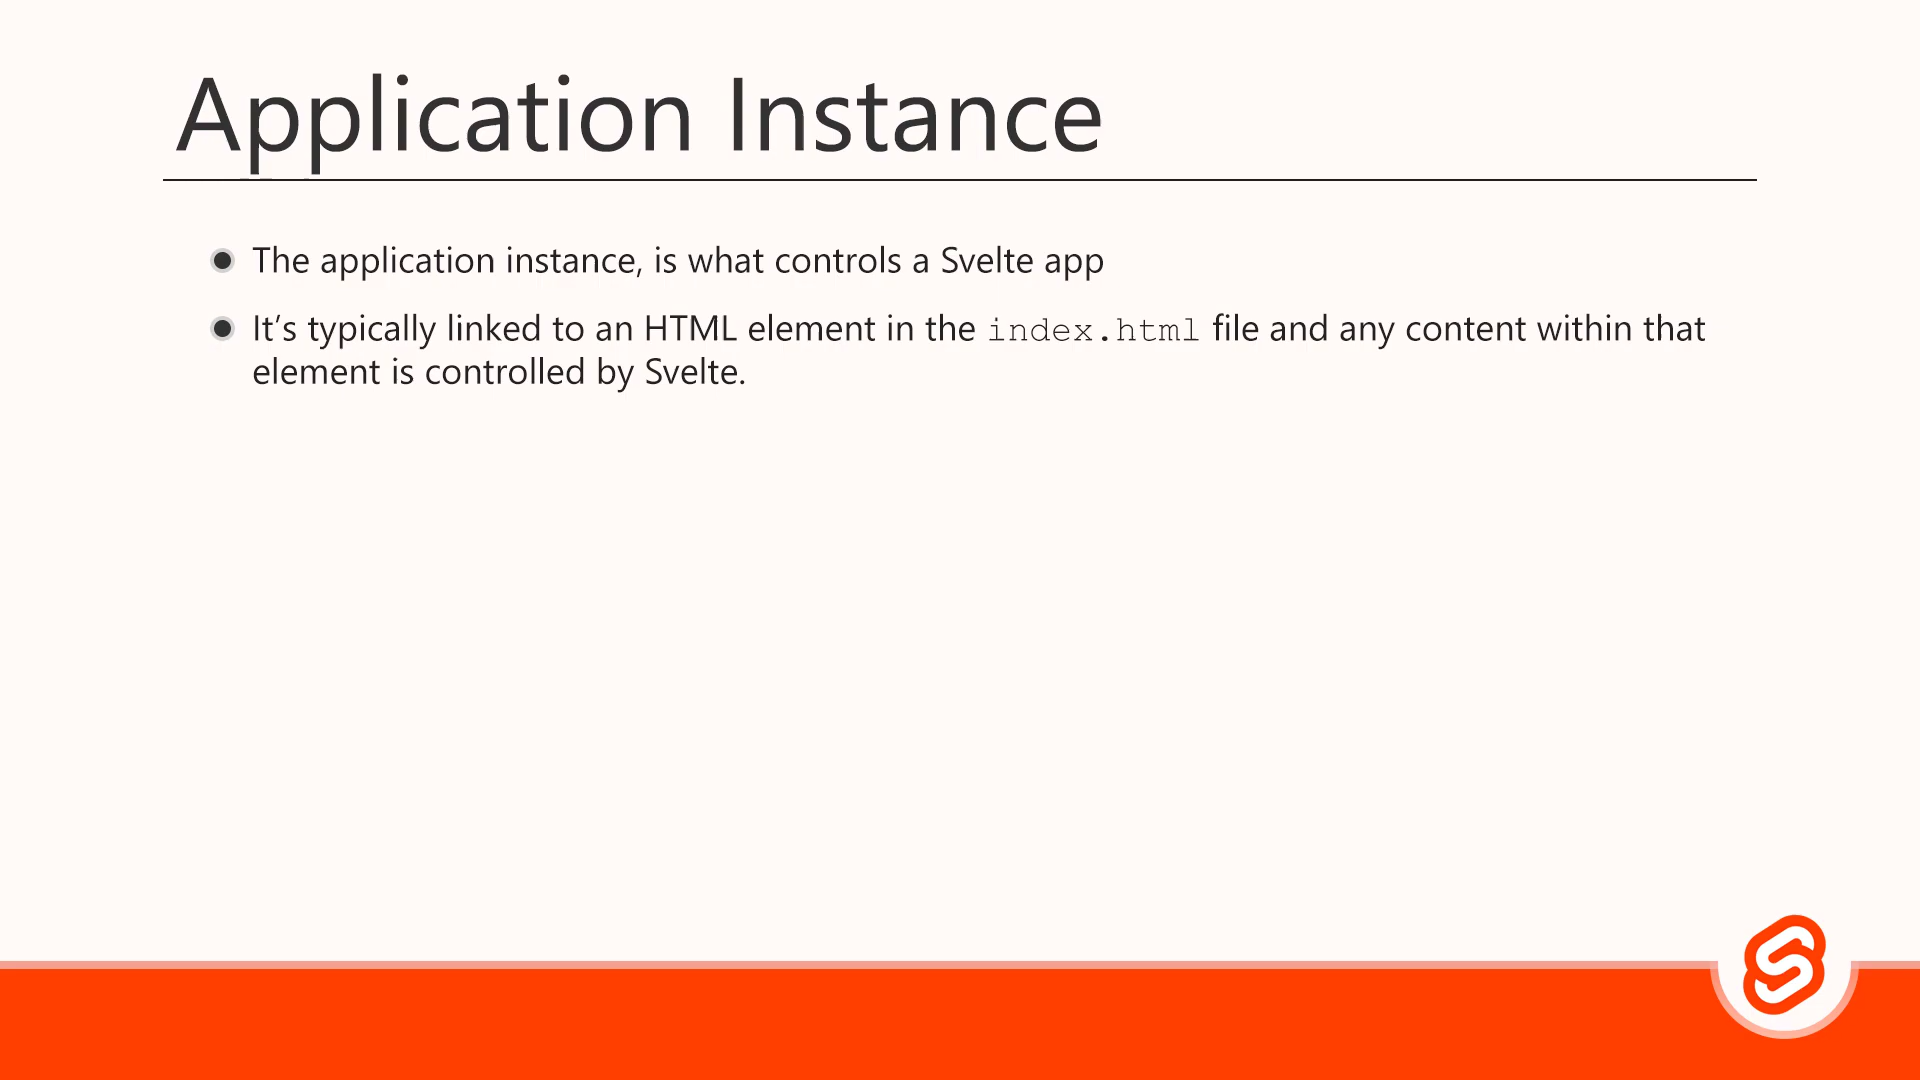 Application Instance
The application instance, is what controls a Svelte app
It’s typically linked to an HTML element in the index.html file and any content within that
element is controlled by Svelte.